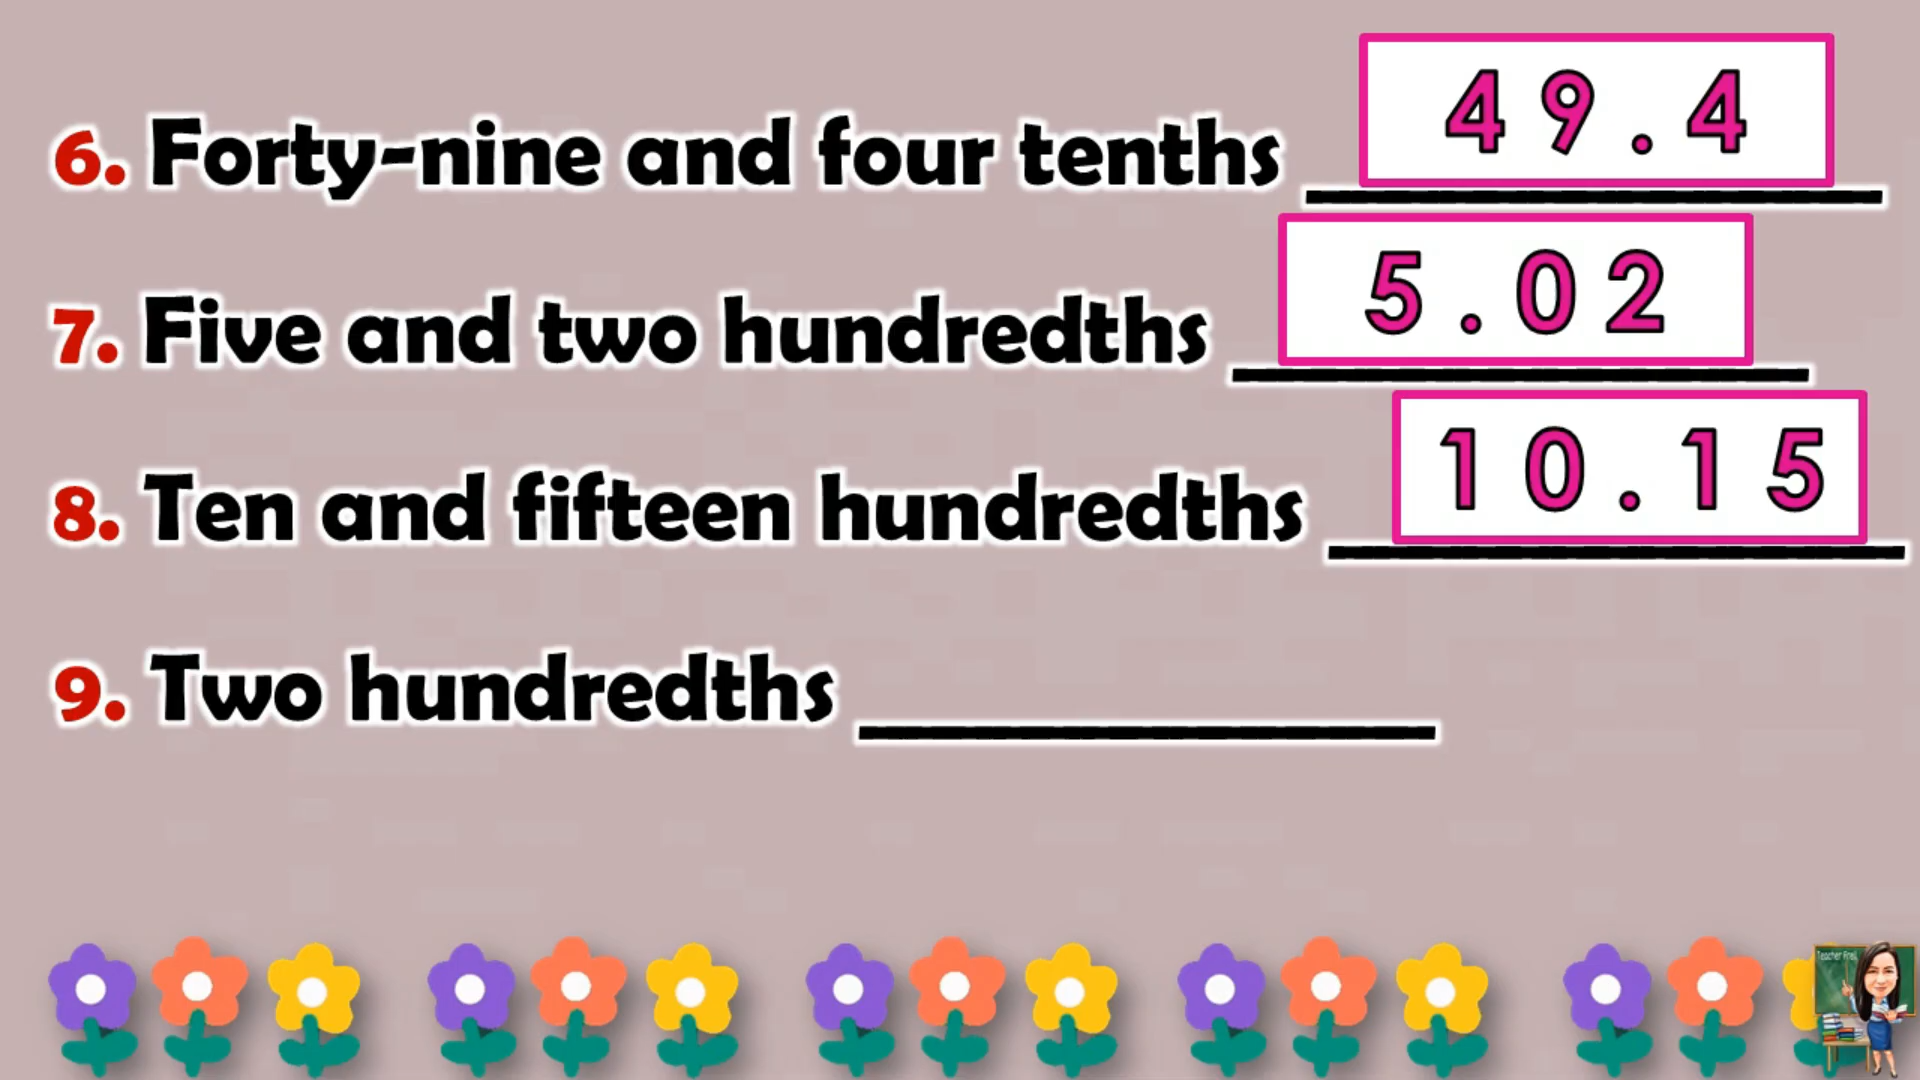 6. Forty-nine and four tenths 49.4
7. Five and two hundredths 5.02
8. Ten and fifteen hundredths 10.15
9. Two hundredths